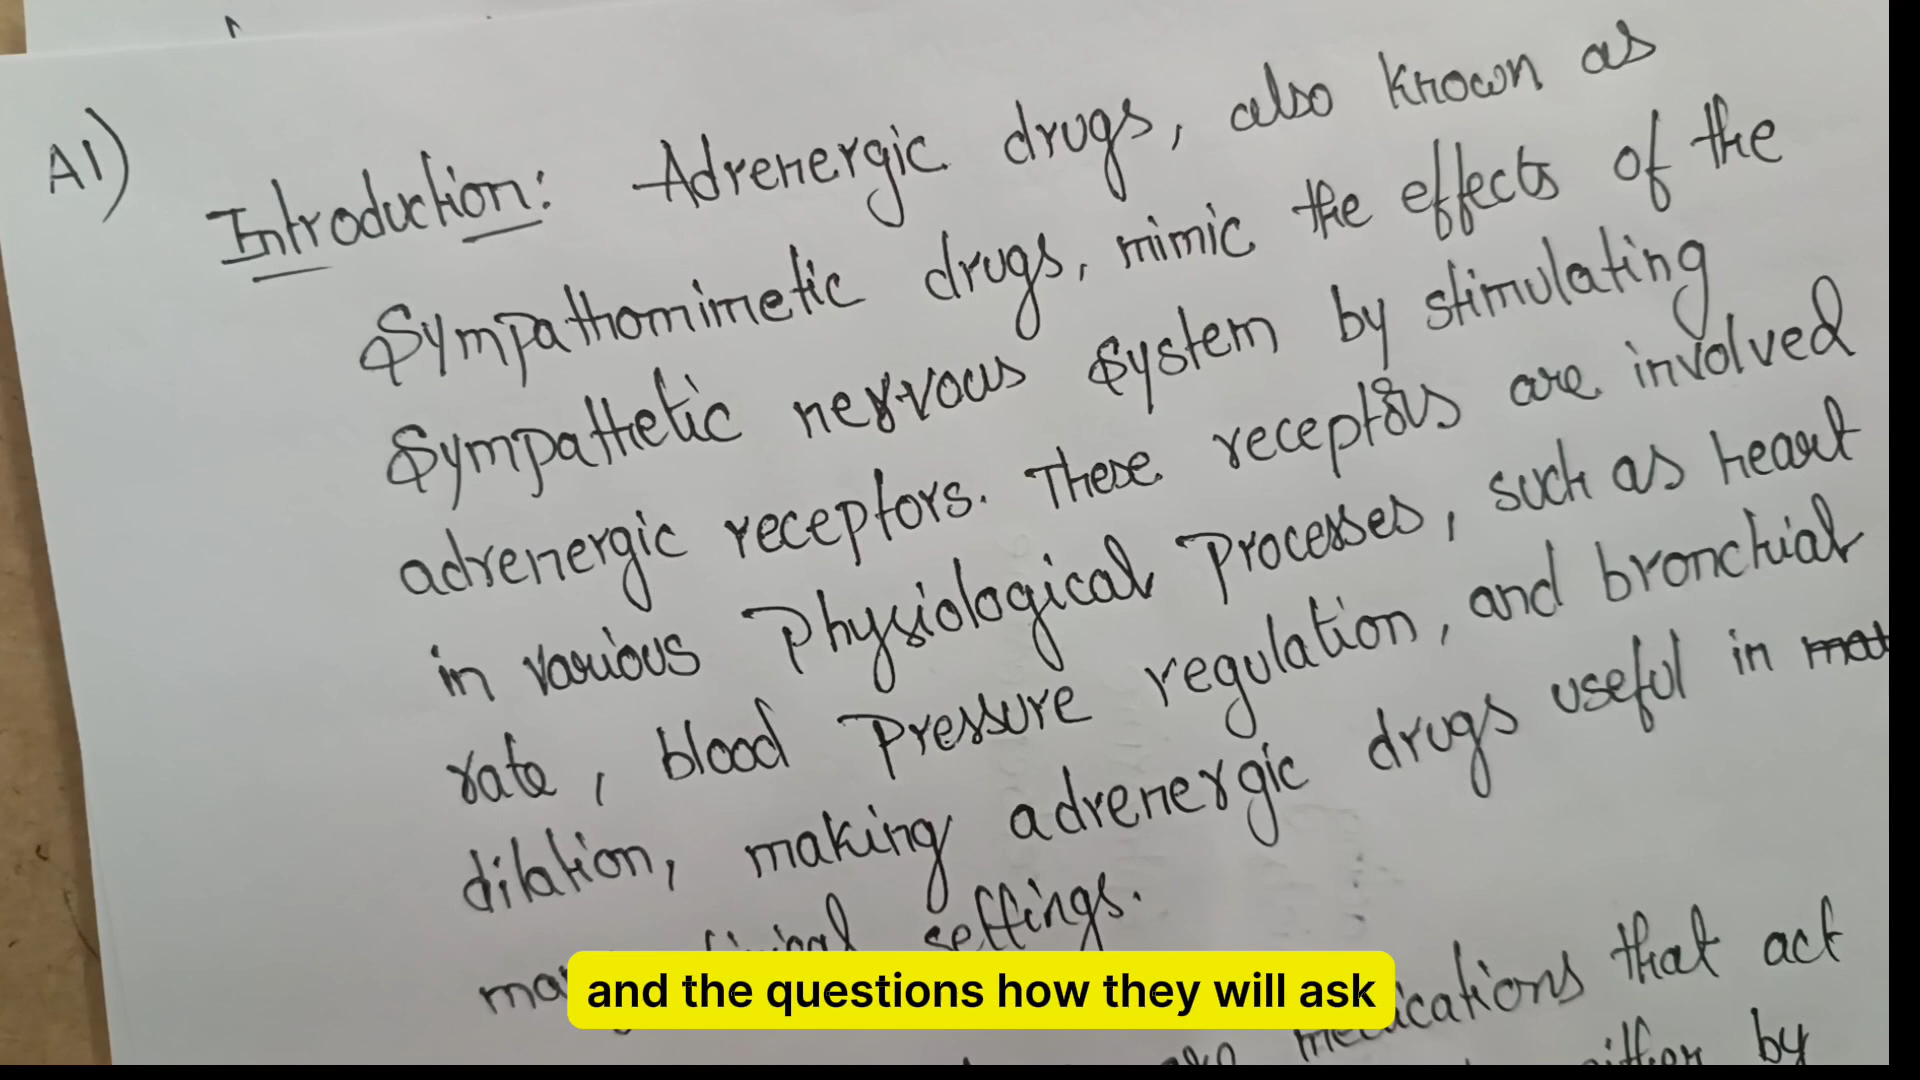 A1)
Introduction: Adrenergic drugs, also known as
Sympathomimetic drugs, mimic the effects of the
Sympathetic nervous system by stimulating
adrenergic receptors. These receptors are involved
in various Physiological Processes, such as heart
rate, blood Pressure regulation, and bronchial
dilation, making adrenergic drugs useful in
settings.
that act
by
and the questions how they will ask